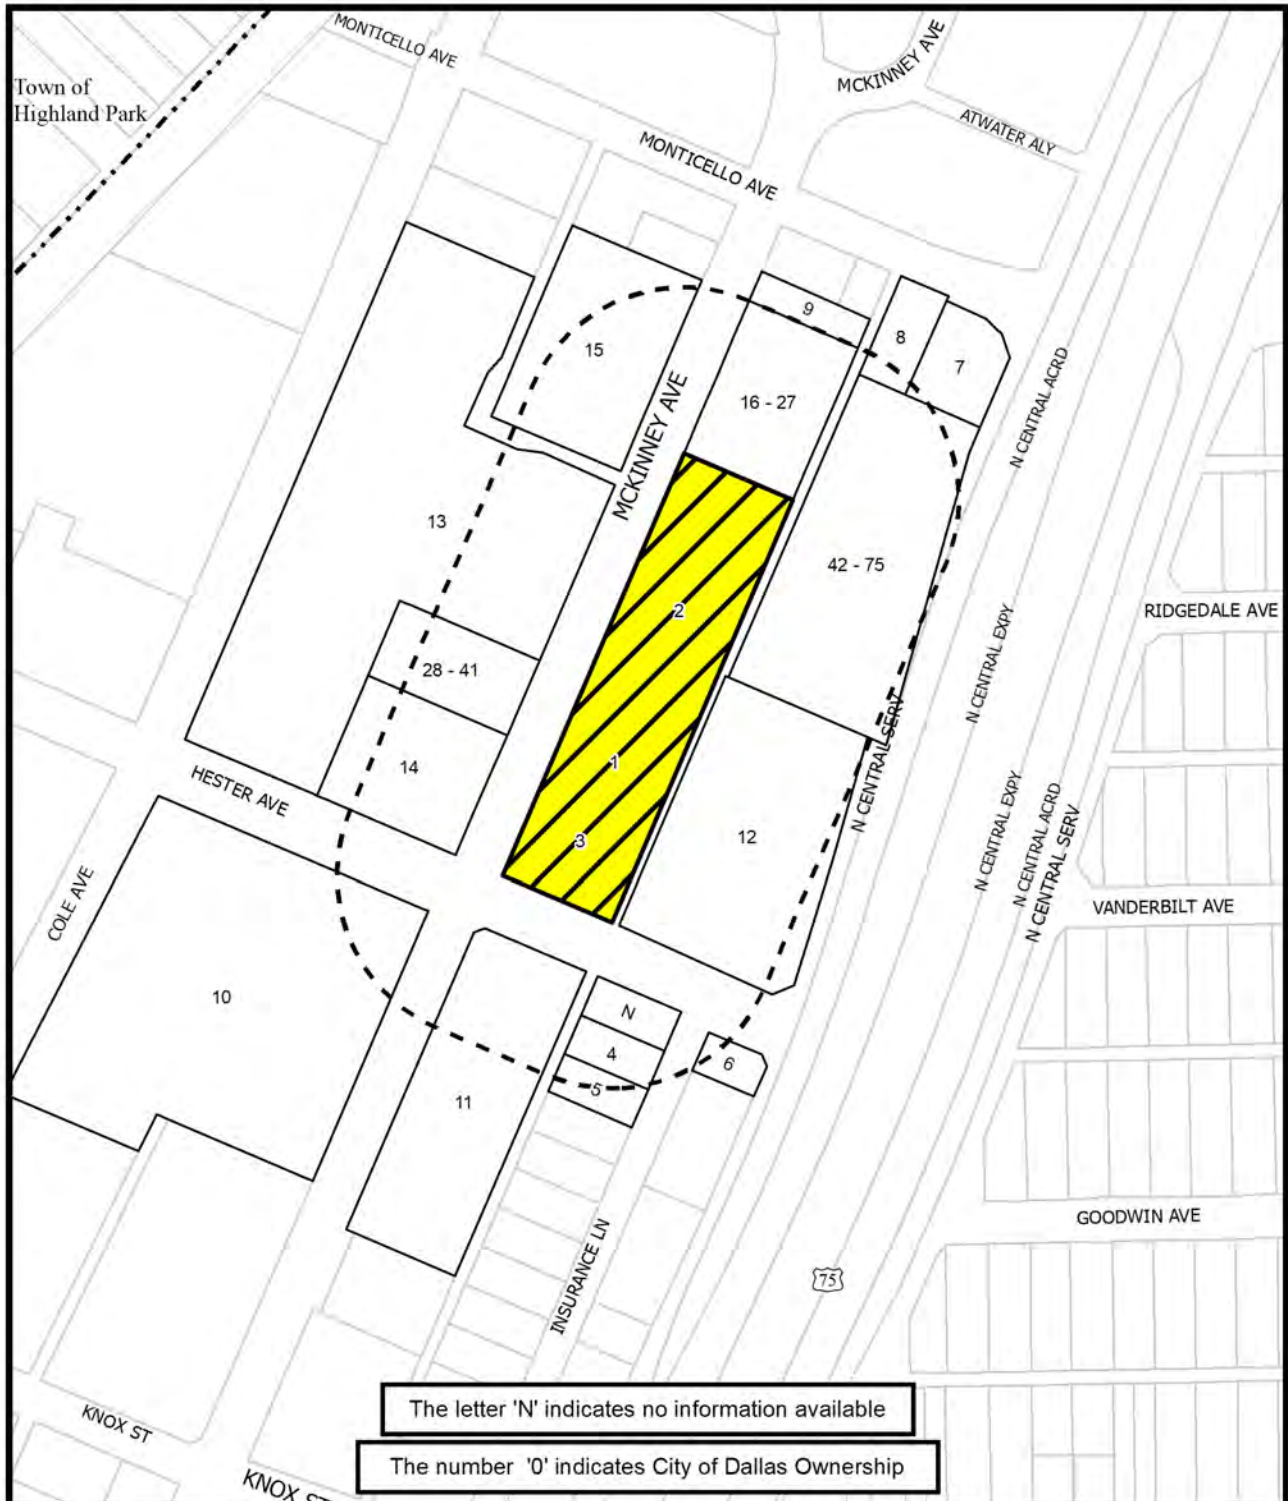 MONTICELLO AVE
MCKINNEY AVE
Town of
Highland Park
ATWATER ALY
MONTICELLO AVE
9
8
7
15
N CENTRAL ACRD
16 - 27
MCKINNEY AVE
13
42 - 75
2
RIDGEDALE AVE
28 - 41
N CENTRAL EXPY
14
1
N CENTRAL SERV
HESTER AVE
3
12
N CENTRAL EXPY
N CENTRAL ACRD
N CENTRAL SERV
COLE AVE
VANDERBILT AVE
10
N
4
6
5
11
GOODWIN AVE
INSURANCE LN
75
The letter 'N' indicates no information available
KNOX ST
The number '0' indicates City of Dallas Ownership
KNOX ST